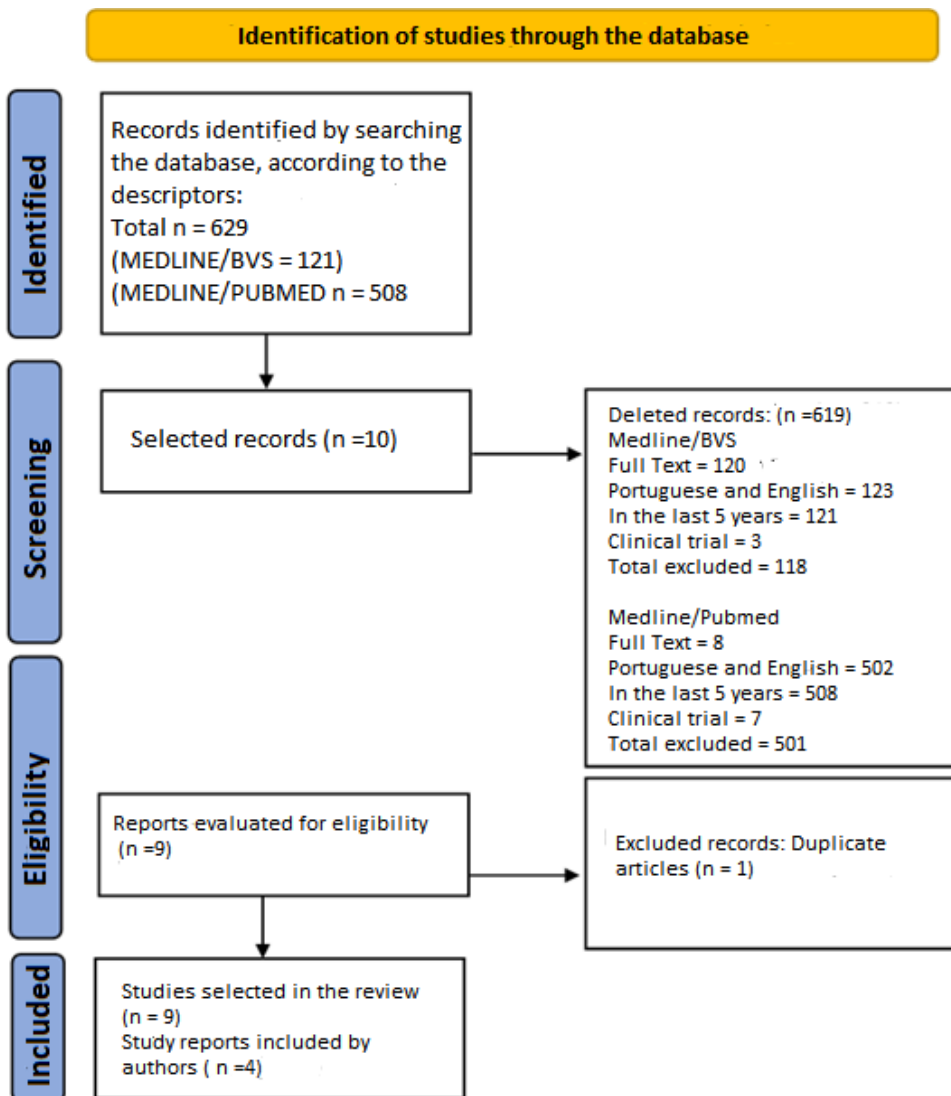 Identification of studies through the database
Identified
Records identified by searching
the database, according to the
descriptors:
Total n = 629
(MEDLINE/BVS = 121)
(MEDLINE/PUBMED n = 508
Screening
Selected records (n =10)
Deleted records: (n =619)
Medline/BVS
Full Text = 120
Portuguese and English = 123
In the last 5 years = 121
Clinical trial = 3
Total excluded = 118
Medline/Pubmed
Full Text = 8
Portuguese and English = 502
In the last 5 years = 508
Clinical trial = 7
Total excluded = 501
Eligibility
Reports evaluated for eligibility
(n =9)
Excluded records: Duplicate
articles (n = 1)
Included
Studies selected in the review
(n = 9)
Study reports included by
authors ( n =4)